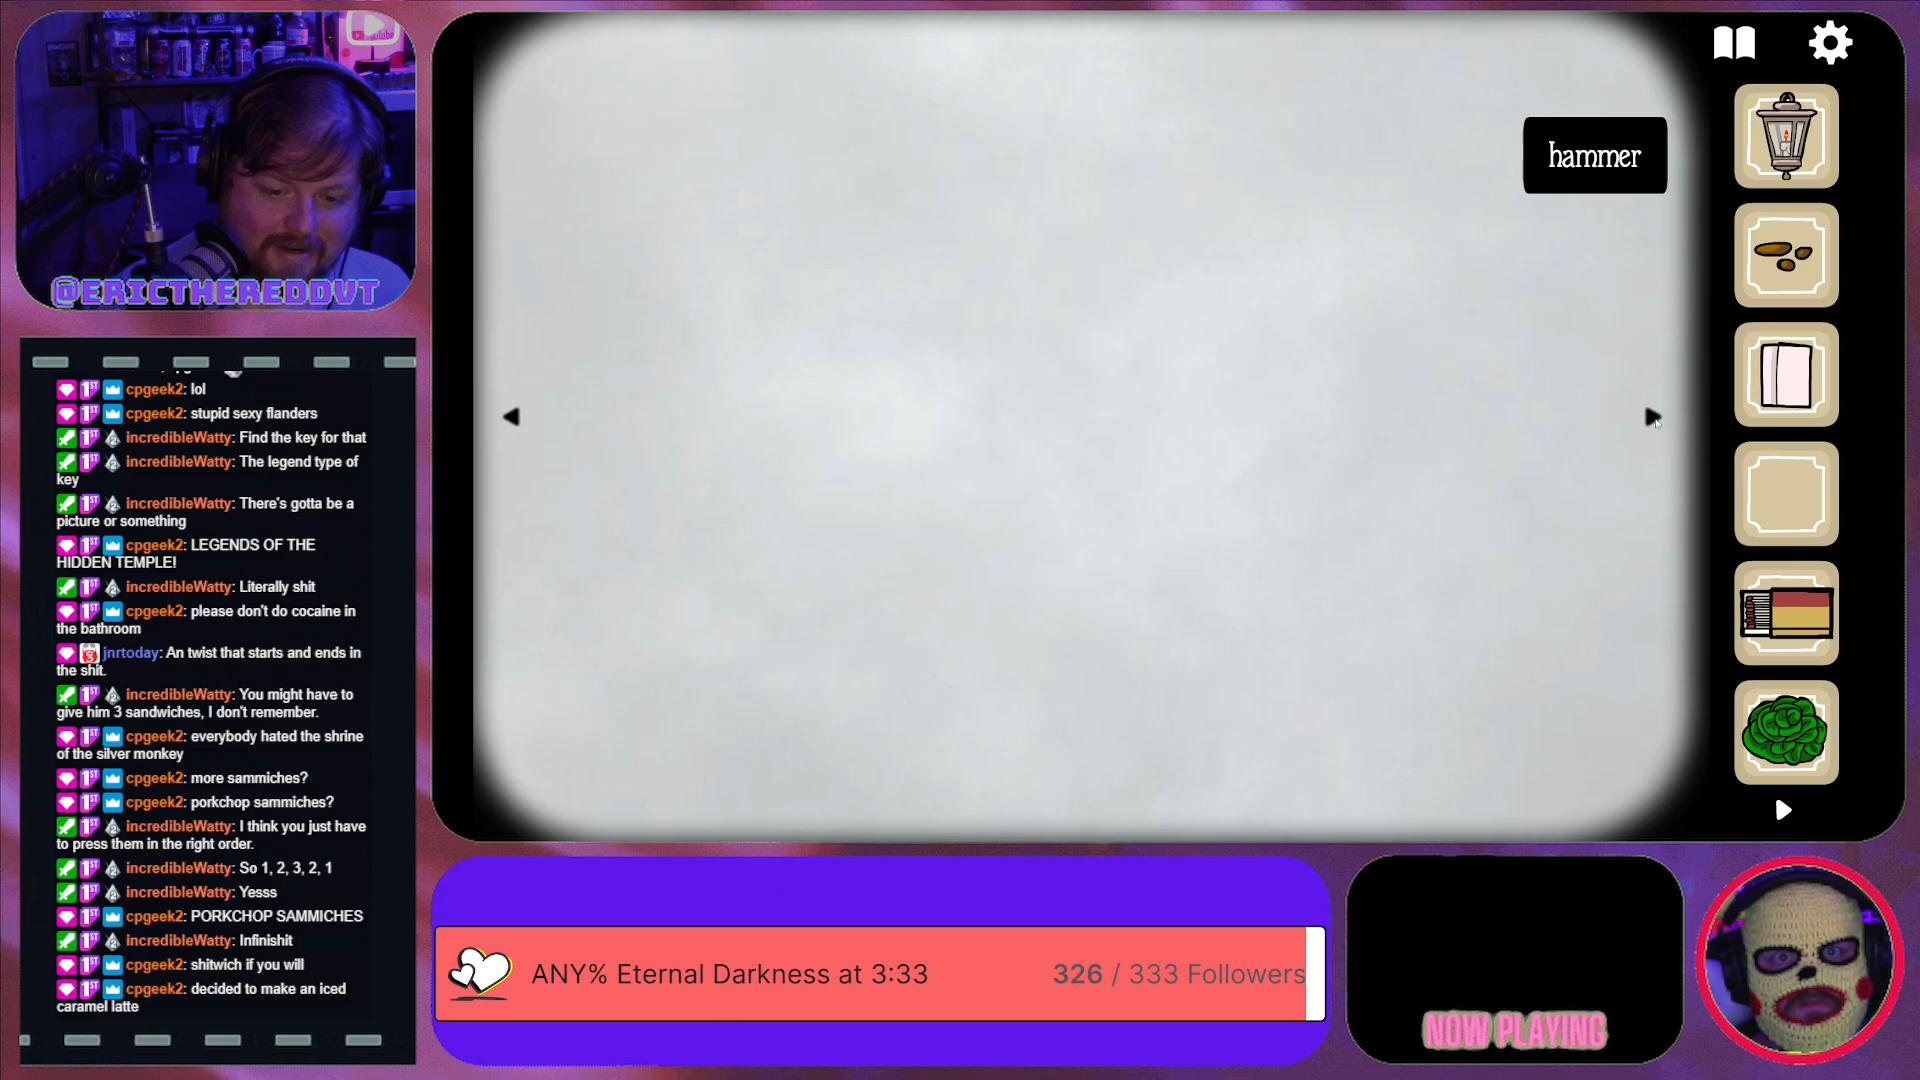 YouTube
@ERICTHEREDDVT
cpgeek2: lol
cpgeek2: stupid sexy flanders
incredibleWatty: Find the key for that
incredibleWatty: The legend type of
key
incredibleWatty: There's gotta be a
picture or something
cpgeek2: LEGENDS OF THE
HIDDEN TEMPLE!
incredibleWatty: Literally shit
cpgeek2: please don't do cocaine in
the bathroom
jnrtoday: An twist that starts and ends in
the shit.
incredibleWatty: You might have to
give him 3 sandwiches, I don't remember.
cpgeek2: everybody hated the shrine
of the silver monkey
cpgeek2: more sammiches?
cpgeek2: porkchop sammiches?
incredibleWatty: I think you just have
to press them in the right order.
incredibleWatty: So 1, 2, 3, 2, 1
incredibleWatty: Yesss
cpgeek2: PORKCHOP SAMMICHES
incredibleWatty: Infinishit
cpgeek2: shitwich if you will
cpgeek2: decided to make an iced
caramel latte
hammer
ANY% Eternal Darkness at 3:33
326 / 333 Followers
NOW PLAYING